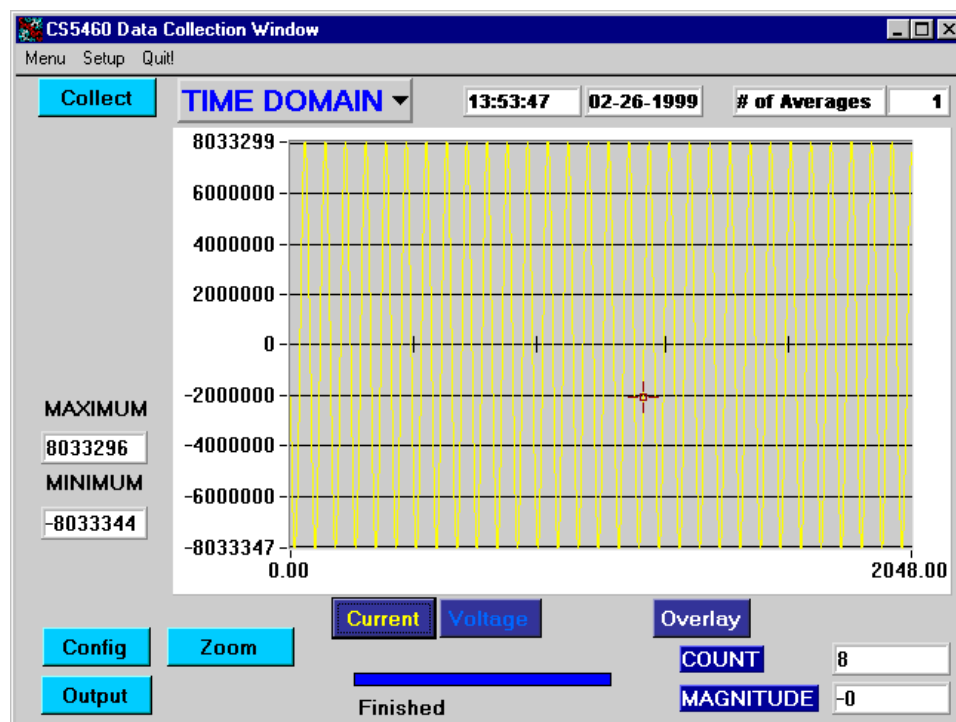 CS5460 Data Collection Window
Menu Setup Quit!
Collect
TIME DOMAIN
13:53:47
02-26-1999
# of Averages
1
8033299
6000000
4000000
2000000
0
-2000000
-4000000
-6000000
-8033347
0.00
2048.00
MAXIMUM
8033296
MINIMUM
-8033344
Current
Voltage
Overlay
Config
Zoom
COUNT
8
Output
Finished
MAGNITUDE
-0